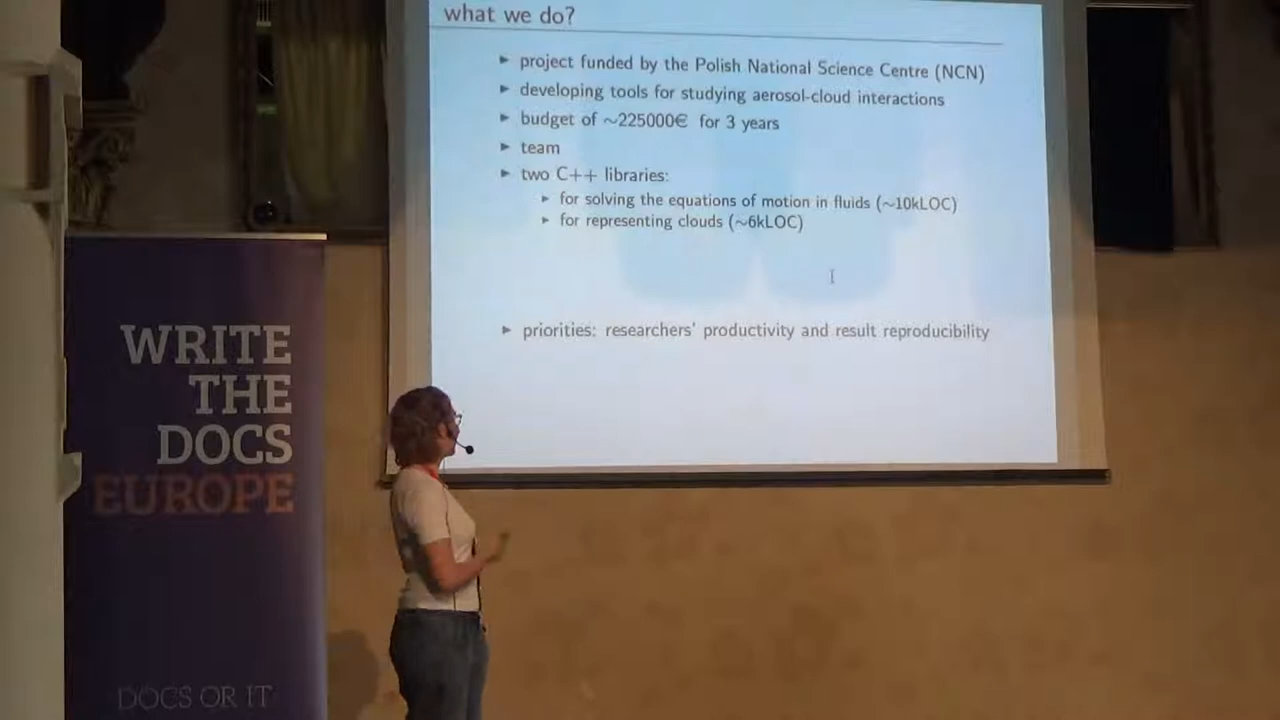 what we do?
project funded by the Polish National Science Centre (NCN)
developing tools for studying aerosol-cloud interactions
budget of ~225000€ for 3 years
team
two C++ libraries:
for solving the equations of motion in fluids (~10kLOC)
for representing clouds (~6kLOC)
priorities: researchers' productivity and result reproducibility
WRITE
THE
DOCS
EUROPE
DOCS OR IT